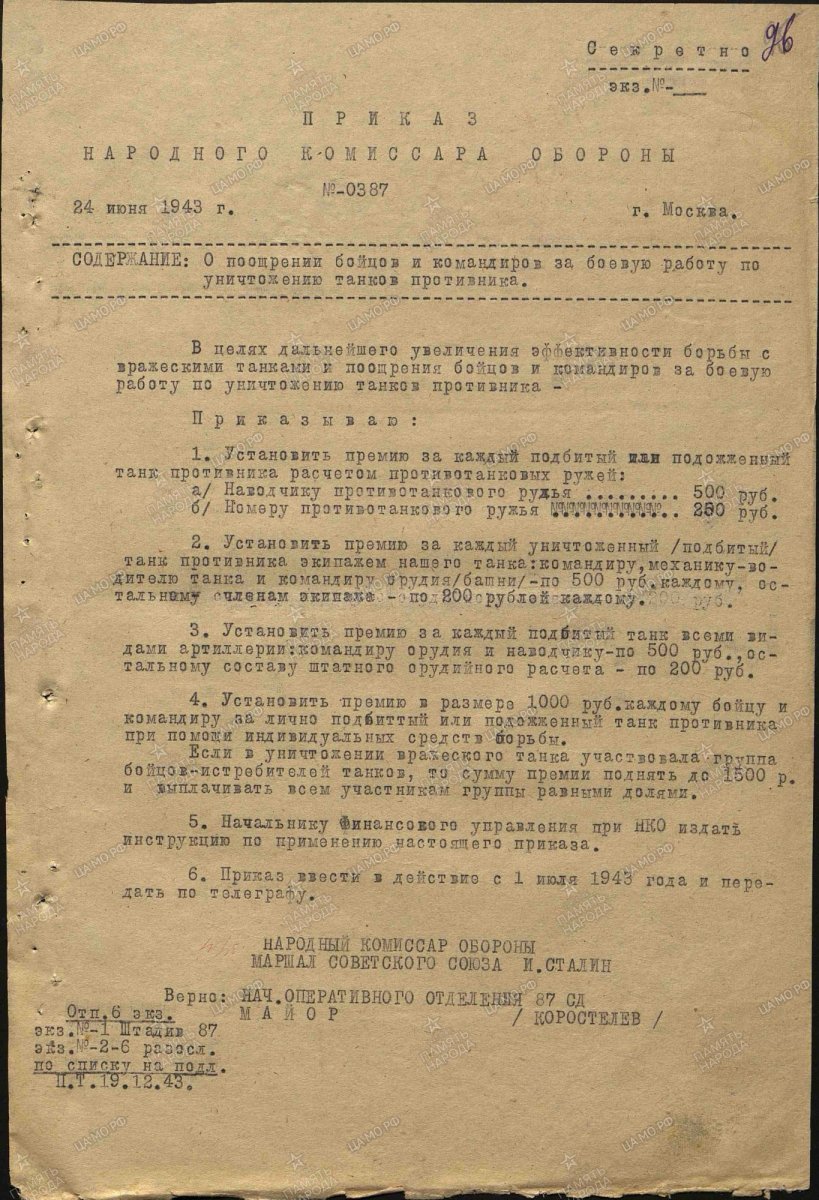 96
Секретно
экз.№-___
ПРИКАЗ
НАРОДНОГО КОМИССАРА ОБОРОНЫ
№-0387
24 июня 1943 г.
г. Москва.
СОДЕРЖАНИЕ: О поощрении бойцов и командиров за боевую работу по
уничтожению танков противника.
В целях дальнейшего увеличения эффективности борьбы с
вражескими танками и поощрения бойцов и командиров за боевую
работу по уничтожению танков противника -
Приказываю:
1. Установить премию за каждый подбитый или подожженный
танк противника расчетом противотанковых ружей:
а/ Наводчику противотанкового ружья ......... 500 руб.
б/ Номеру противотанкового ружья ............ 250 руб.
2. Установить премию за каждый уничтоженный /подбитый/
танк противника экипажем нашего танка:командиру,механику-во-
дителю танка и командиру орудия/башни/-по 500 руб.каждому, ос-
тальным членам экипажа - по 200 рублей каждому.
3. Установить премию за каждый подбитый танк всеми ви-
дами артиллерии:командиру орудия и наводчику-по 500 руб.,ос-
тальному составу штатного орудийного расчета - по 200 руб.
4. Установить премию в размере 1000 руб.каждому бойцу и
командиру за лично подбиттый или подожженный танк противника
при помощи индивидуальных средств борьбы.
Если в уничтожении вражеского танка участвовала группа
бойцов-истребителей танков, то сумму премии поднять до 1500 р.
и выплачивать всем участникам группы равными долями.
5. Начальнику Финансового управления при НКО издать
инструкцию по применению настоящего приказа.
6. Приказ ввести в действие с 1 июля 1943 года и пере-
дать по телеграфу.
НАРОДНЫЙ КОМИССАР ОБОРОНЫ
МАРШАЛ СОВЕТСКОГО СОЮЗА И.СТАЛИН
Верно: НАЧ.ОПЕРАТИВНОГО ОТДЕЛЕНИЯ 87 СД
МАЙОР / КОРОСТЕЛЕВ /
Отп.6 экз.
экз.№-1 Штадив 87
экз.№-2-6 разосл.
по списку на подл.
П.Т.19.12.43.
ПАМЯТЬ НАРОДА
ЦАМО.РФ